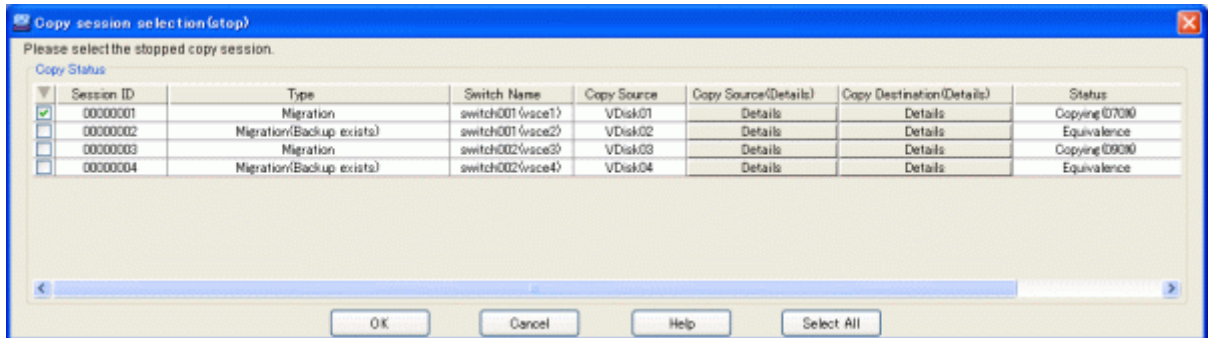 Copy session selection(stop)
Please select the stopped copy session.
Copy Status
Session ID Type Switch Name Copy Source Copy Source(Details) Copy Destination(Details) Status
00000001 Migration switch001(vsce1) VDisk01 Details Details Copying(070%)
00000002 Migration(Backup exists) switch001(vsce2) VDisk02 Details Details Equivalence
00000003 Migration switch002(vsce3) VDisk03 Details Details Copying(090%)
00000004 Migration(Backup exists) switch002(vsce4) VDisk04 Details Details Equivalence
OK Cancel Help Select All